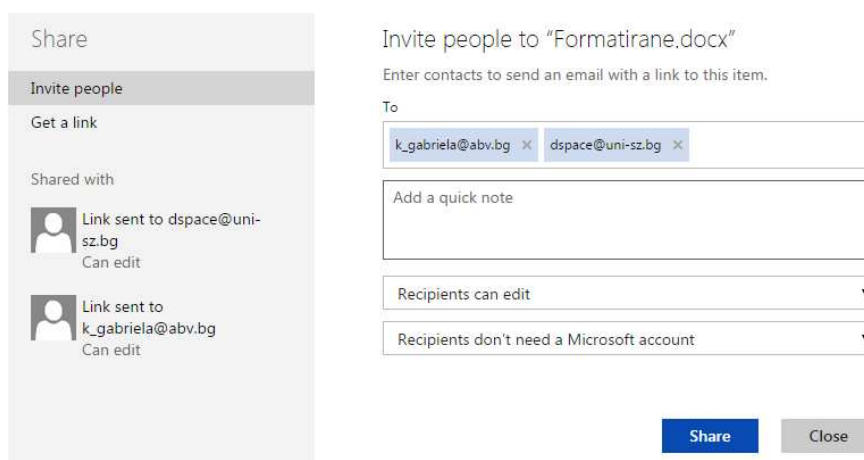 Share
Invite people
Get a link
Shared with
Link sent to dspace@uni-
sz.bg
Can edit
Link sent to
k_gabriela@abv.bg
Can edit
Invite people to “Formatirane.docx”
Enter contacts to send an email with a link to this item.
To
k_gabriela@abv.bg × dspace@uni-sz.bg ×
Add a quick note
Recipients can edit
Recipients don't need a Microsoft account
Share Close